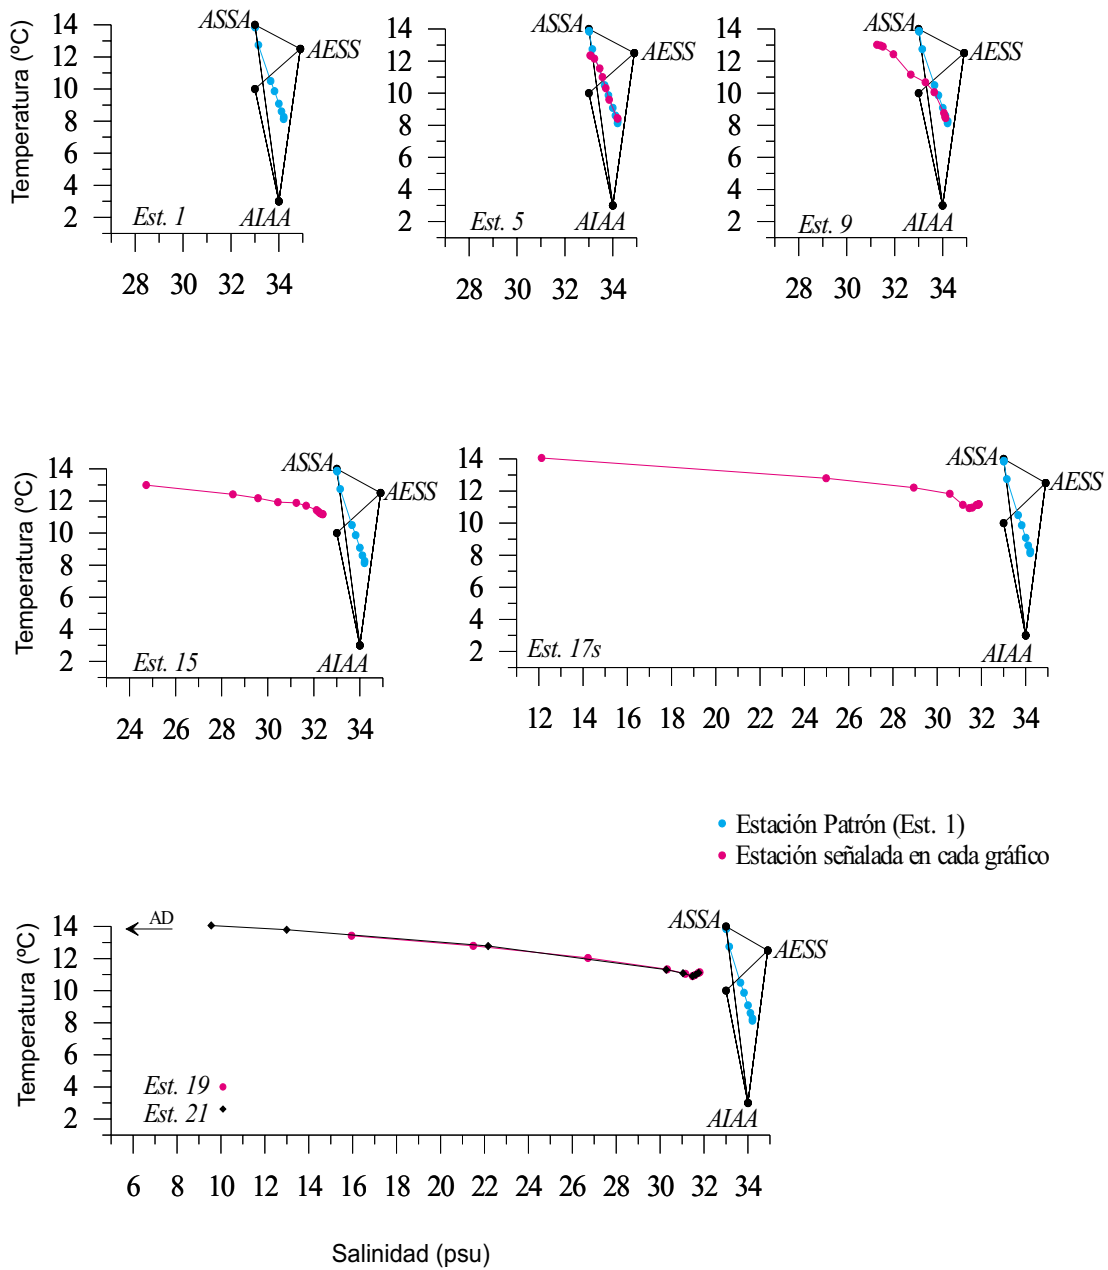 Temperatura (ºC)
14
12
10
8
6
4
2
ASSA
AESS
AIAA
Est. 1
28 30 32 34
14
12
10
8
6
4
2
ASSA
AESS
AIAA
Est. 5
28 30 32 34
14
12
10
8
6
4
2
ASSA
AESS
AIAA
Est. 9
28 30 32 34
Temperatura (ºC)
14
12
10
8
6
4
2
ASSA
AESS
AIAA
Est. 15
24 26 28 30 32 34
14
12
10
8
6
4
2
ASSA
AESS
AIAA
Est. 17s
12 14 16 18 20 22 24 26 28 30 32 34
Estación Patrón (Est. 1)
Estación señalada en cada gráfico
Temperatura (ºC)
14
12
10
8
6
4
2
AD
ASSA
AESS
AIAA
Est. 19
Est. 21
6 8 10 12 14 16 18 20 22 24 26 28 30 32 34
Salinidad (psu)